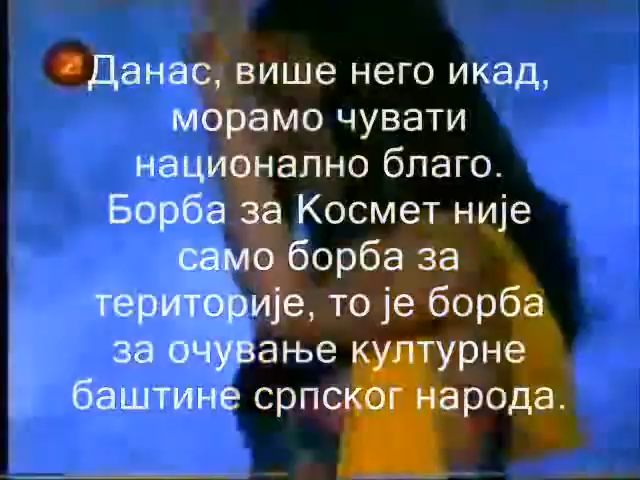 Данас, више него икад,
морамо чувати
национално благо.
Борба за Космет није
само борба за
територије, то је борба
за очување културне
баштине српског народа.